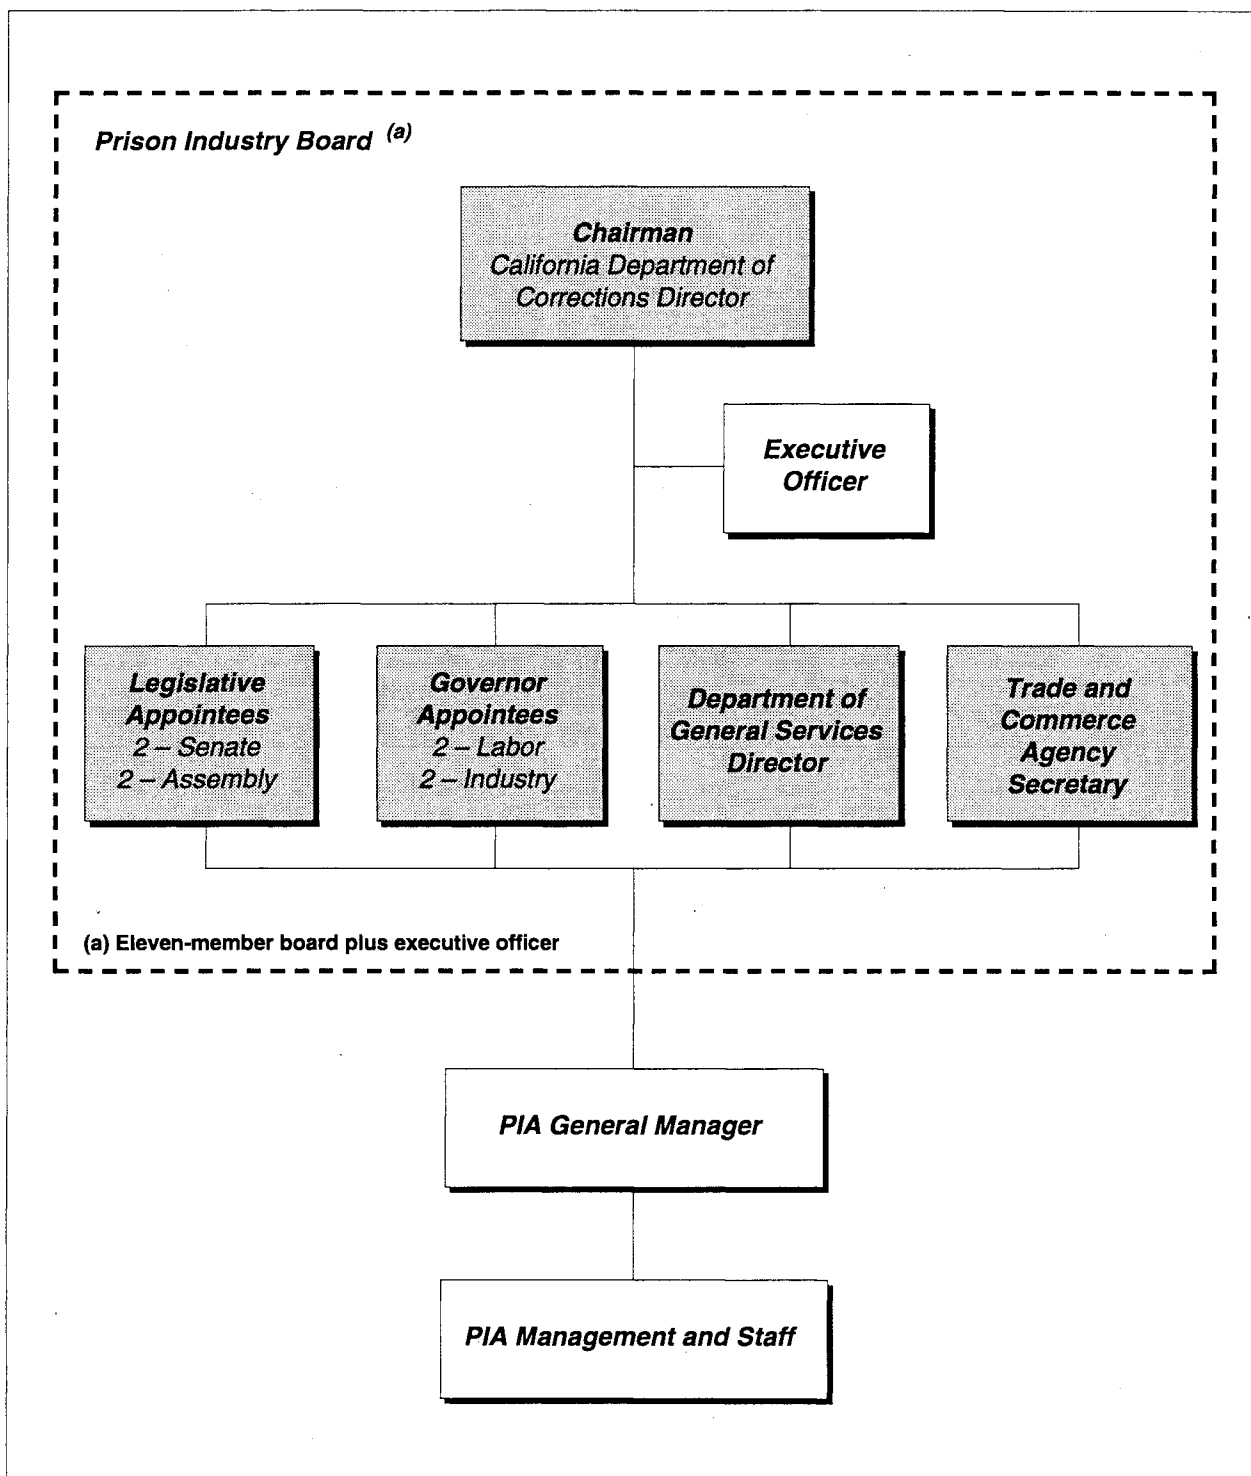 Prison Industry Board (a)
Chairman
California Department of
Corrections Director
Executive
Officer
Legislative
Appointees
2 – Senate
2 – Assembly
Governor
Appointees
2 – Labor
2 – Industry
Department of
General Services
Director
Trade and
Commerce
Agency
Secretary
(a) Eleven-member board plus executive officer
PIA General Manager
PIA Management and Staff